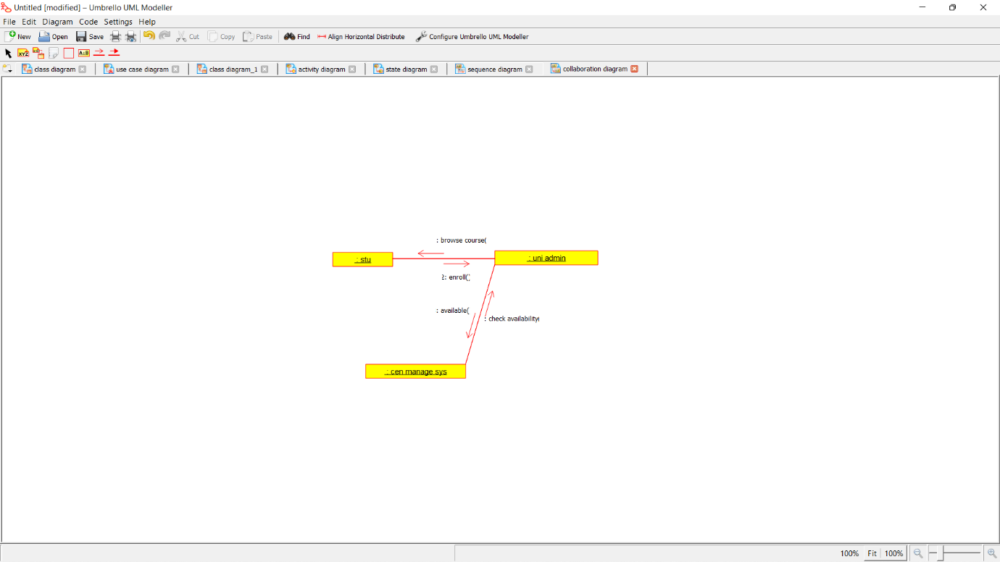 Untitled [modified] – Umbrello UML Modeller
File Edit Diagram Code Settings Help
New Open Save Cut Copy Paste Find Align Horizontal Distribute Configure Umbrello UML Modeller
XYZ A:B
class diagram use case diagram class diagram_1 activity diagram state diagram sequence diagram collaboration diagram
: browse course(
: stu
: uni admin
2: enroll()
: available(
: check availability(
: cen manage sys
100% Fit 100%